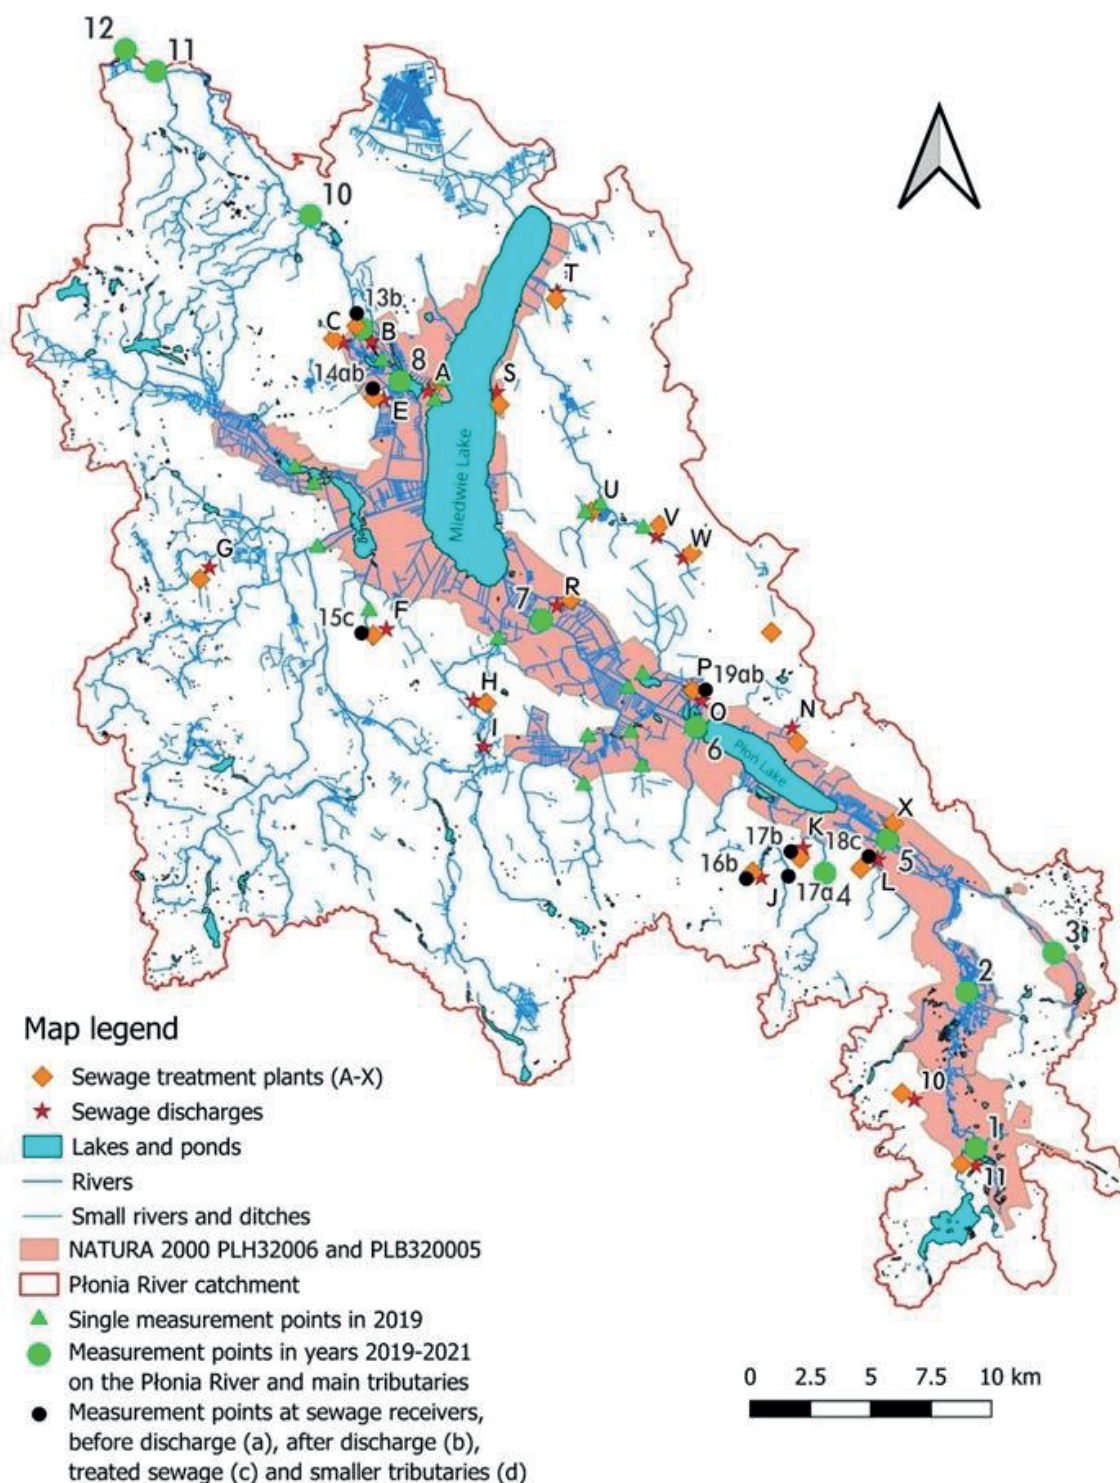 12
11
10
T
13b
C
B
8
14ab
A
S
E
Miedwie Lake
U
V
W
G
R
7
F
15c
P
19ab
H
O
N
I
6
Płoń Lake
X
K
17b
18c
5
16b
J
17a
4
L
3
2
10
1
11
Map legend
Sewage treatment plants (A-X)
Sewage discharges
Lakes and ponds
Rivers
Small rivers and ditches
NATURA 2000 PLH32006 and PLB320005
Płonia River catchment
Single measurement points in 2019
Measurement points in years 2019-2021
on the Płonia River and main tributaries
Measurement points at sewage receivers,
before discharge (a), after discharge (b),
treated sewage (c) and smaller tributaries (d)
0 2.5 5 7.5 10 km